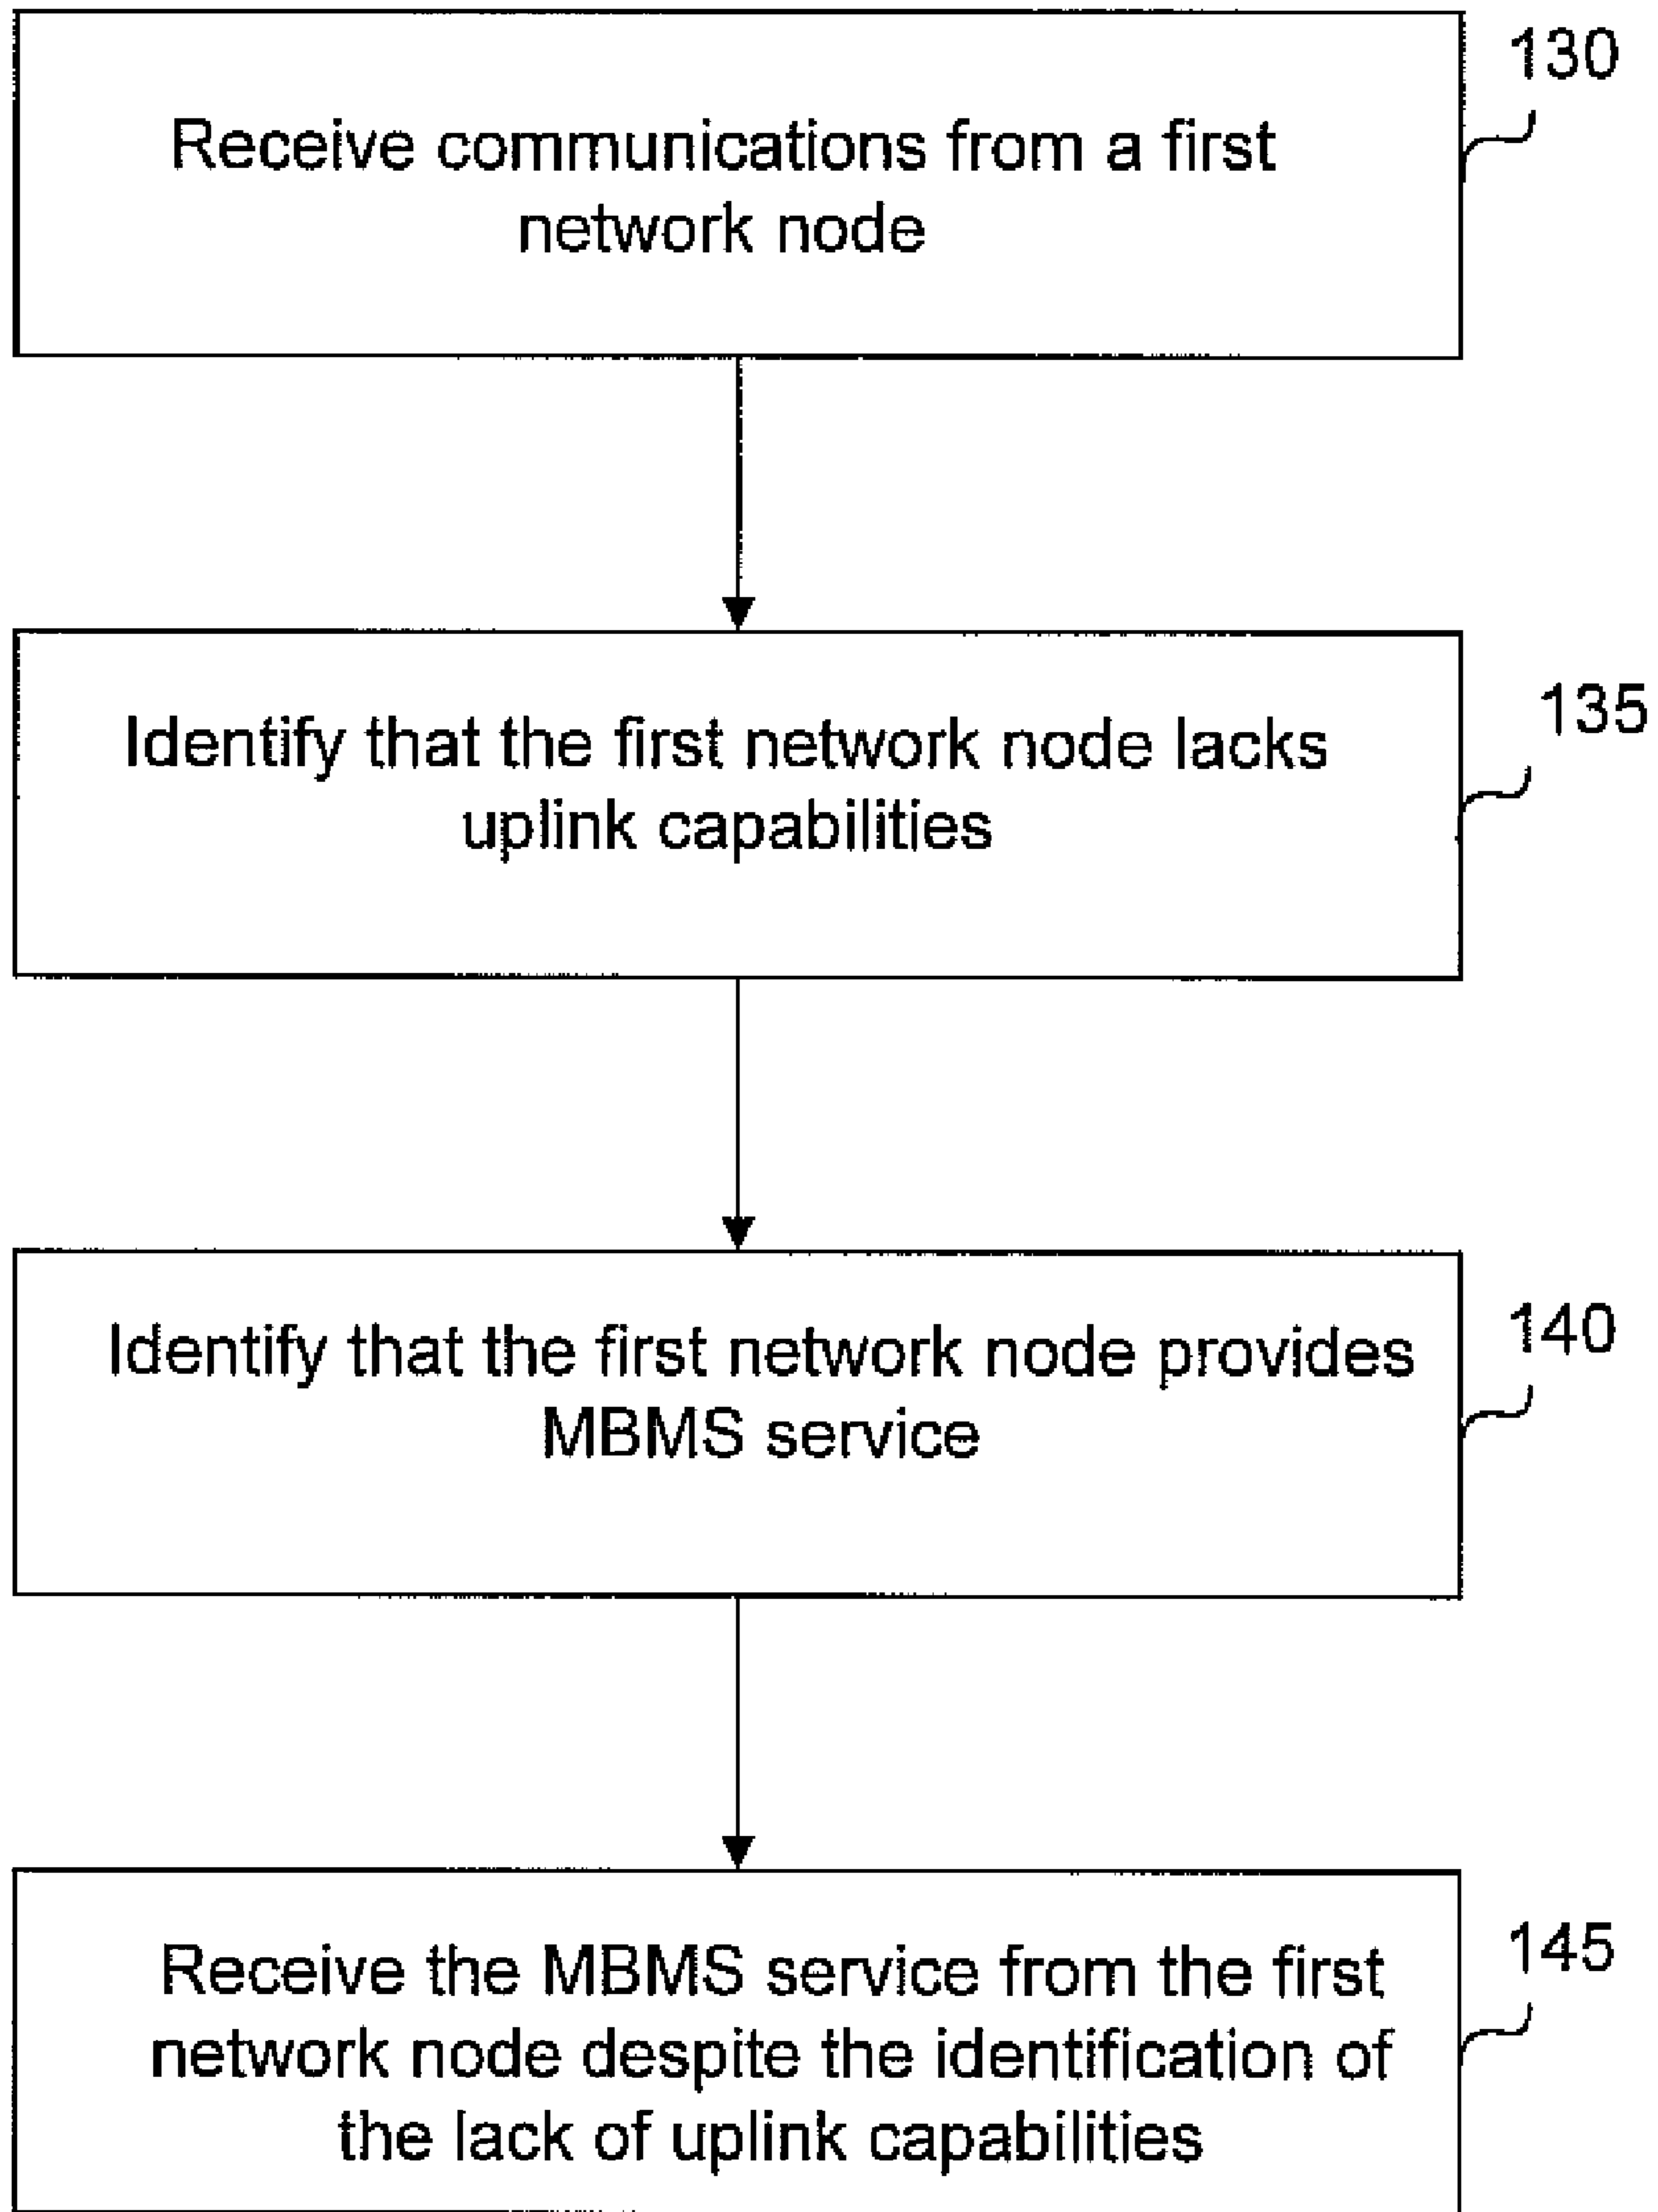 130
Receive communications from a first
network node
135
Identify that the first network node lacks
uplink capabilities
140
Identify that the first network node provides
MBMS service
145
Receive the MBMS service from the first
network node despite the identification of
the lack of uplink capabilities